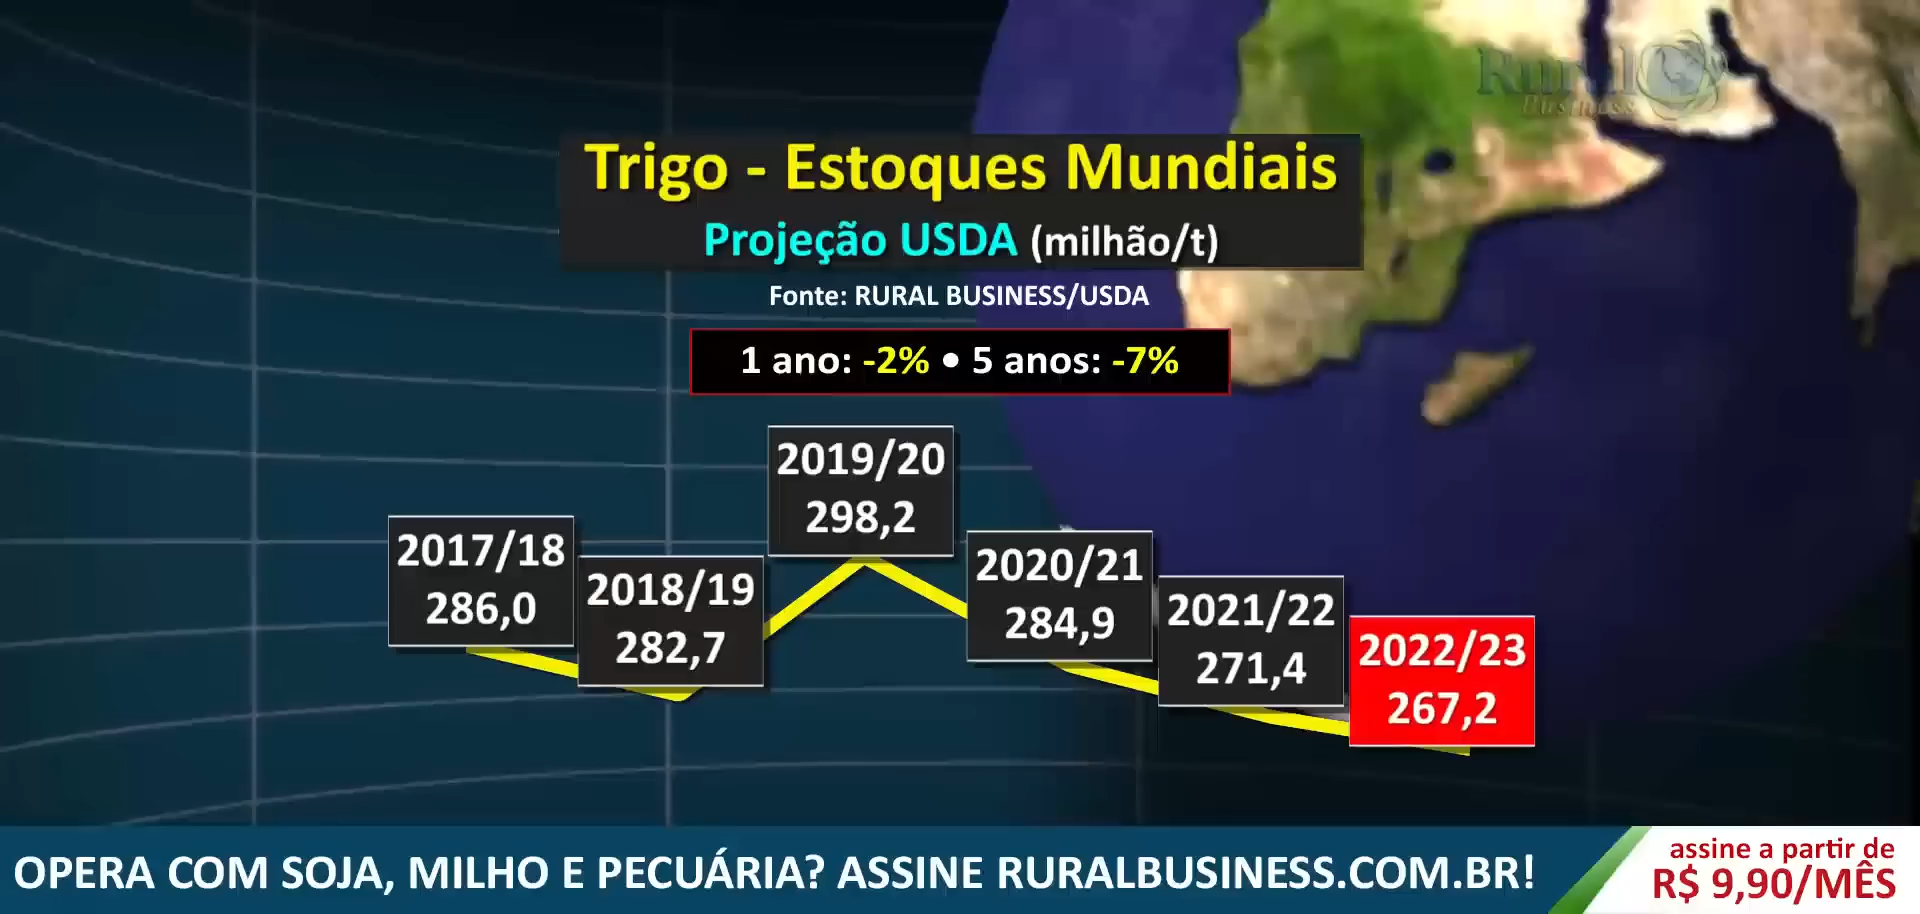 Rural
Business
Trigo - Estoques Mundiais
Projeção USDA (milhão/t)
Fonte: RURAL BUSINESS/USDA
1 ano: -2% • 5 anos: -7%
2017/18
286,0
2018/19
282,7
2019/20
298,2
2020/21
284,9
2021/22
271,4
2022/23
267,2
OPERA COM SOJA, MILHO E PECUÁRIA? ASSINE RURALBUSINESS.COM.BR!
assine a partir de
R$ 9,90/MÊS